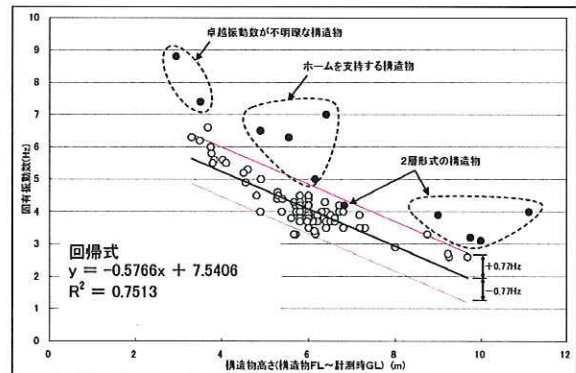 卓越振動数が不明瞭な構造物
ホームを支持する構造物
2層形式の構造物
固有振動数(Hz)
10
9
8
7
6
5
4
3
2
1
0
回帰式
y = -0.5766x + 7.5406
R² = 0.7513
+0.77Hz
-0.77Hz
0 2 4 6 8 10 12
構造物高さ(構造物FL~計測時GL) (m)